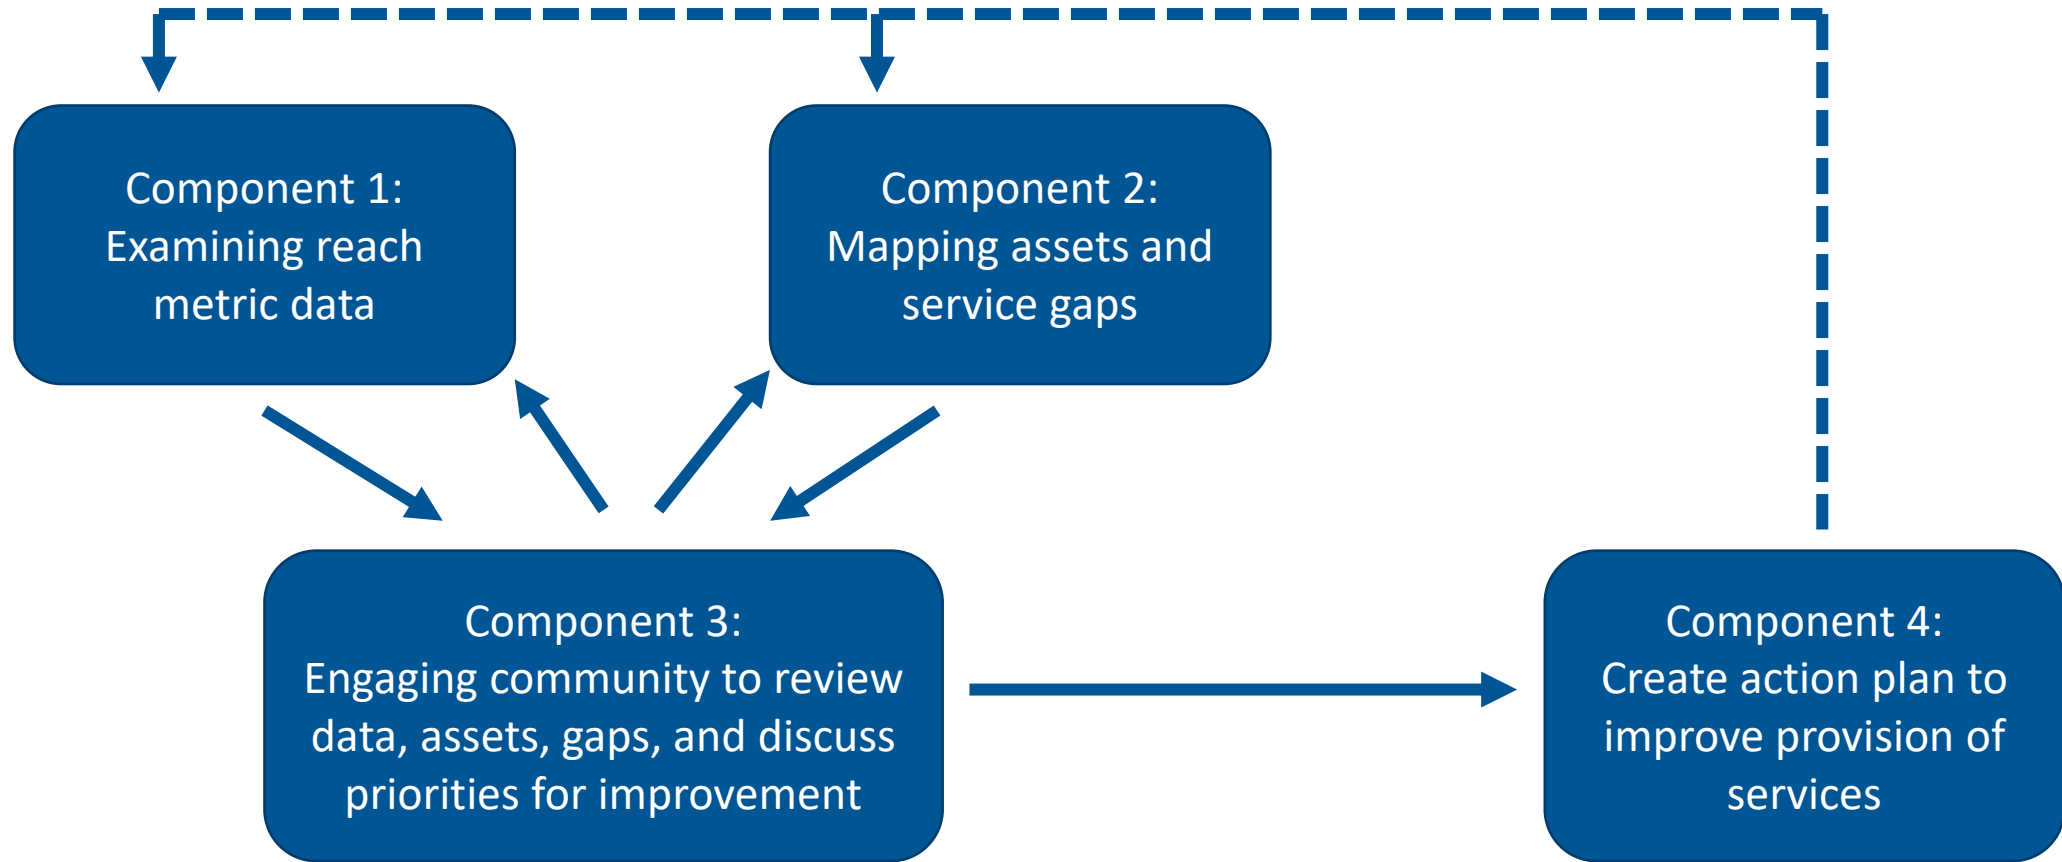 Component 1:
Examining reach
metric data
Component 2:
Mapping assets and
service gaps
Component 3:
Engaging community to review
data, assets, gaps, and discuss
priorities for improvement
Component 4:
Create action plan to
improve provision of
services